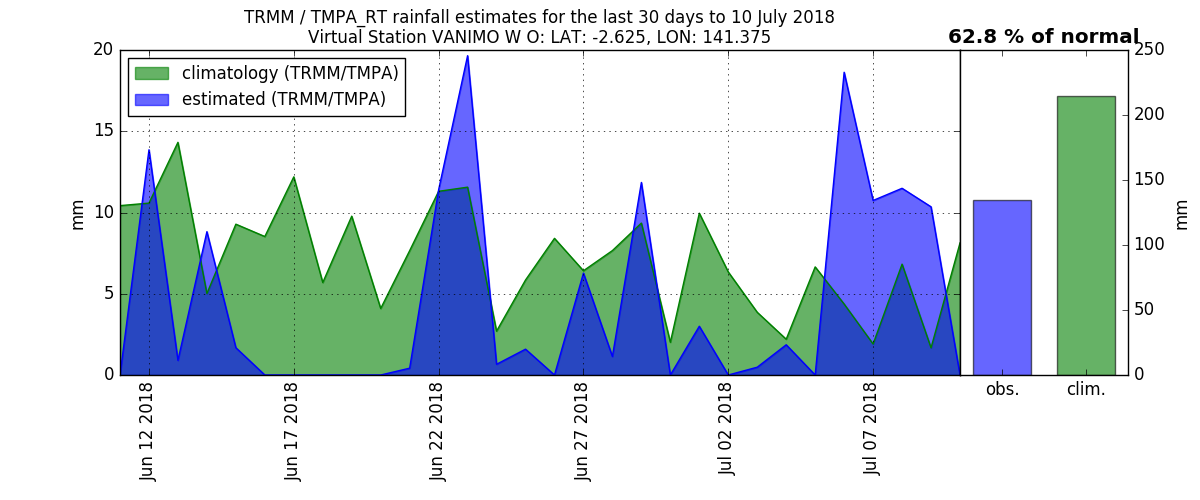 TRMM / TMPA_RT rainfall estimates for the last 30 days to 10 July 2018
Virtual Station VANIMO W O: LAT: -2.625, LON: 141.375
62.8 % of normal
climatology (TRMM/TMPA)
estimated (TRMM/TMPA)
mm
20
15
10
5
0
Jun 12 2018
Jun 17 2018
Jun 22 2018
Jun 27 2018
Jul 02 2018
Jul 07 2018
obs.
clim.
250
200
150
100
50
0
mm